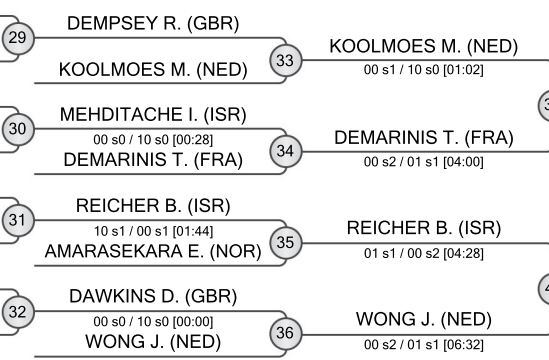 29
DEMPSEY R. (GBR)
33
KOOLMOES M. (NED)
KOOLMOES M. (NED)
00 s1 / 10 s0 [01:02]
30
MEHDITACHE I. (ISR)
00 s0 / 10 s0 [00:28]
34
DEMARINIS T. (FRA)
DEMARINIS T. (FRA)
00 s2 / 01 s1 [04:00]
31
REICHER B. (ISR)
10 s1 / 00 s1 [01:44]
35
AMARASEKARA E. (NOR)
REICHER B. (ISR)
01 s1 / 00 s2 [04:28]
32
DAWKINS D. (GBR)
00 s0 / 10 s0 [00:00]
36
WONG J. (NED)
WONG J. (NED)
00 s2 / 01 s1 [06:32]